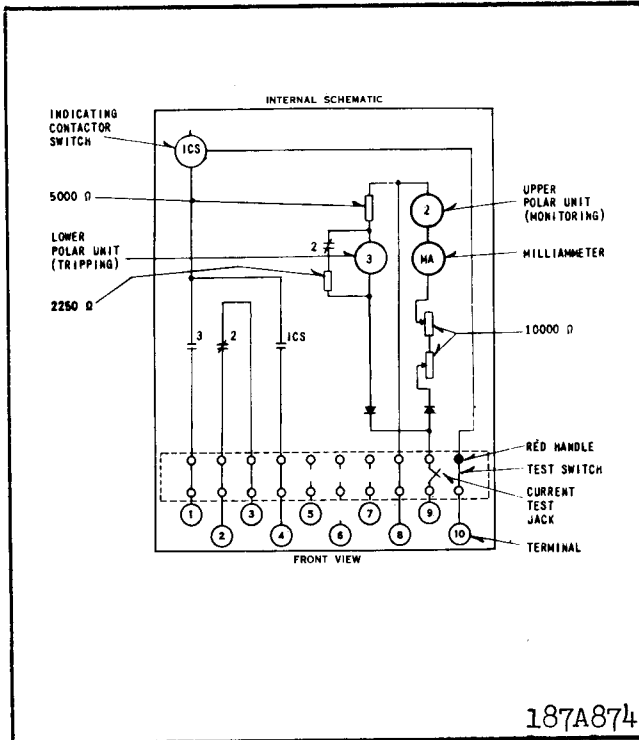 INTERNAL SCHEMATIC
INDICATING
CONTACTOR
SWITCH
ICS
5000 Ω
UPPER
POLAR UNIT
(MONITORING)
2
LOWER
POLAR UNIT
(TRIPPING)
2
3
MA
MILLIAMMETER
2250 Ω
3
2
ICS
10000 Ω
RED HANDLE
TEST SWITCH
CURRENT
TEST
JACK
1
2
3
4
5
6
7
8
9
10
TERMINAL
FRONT VIEW
187A874